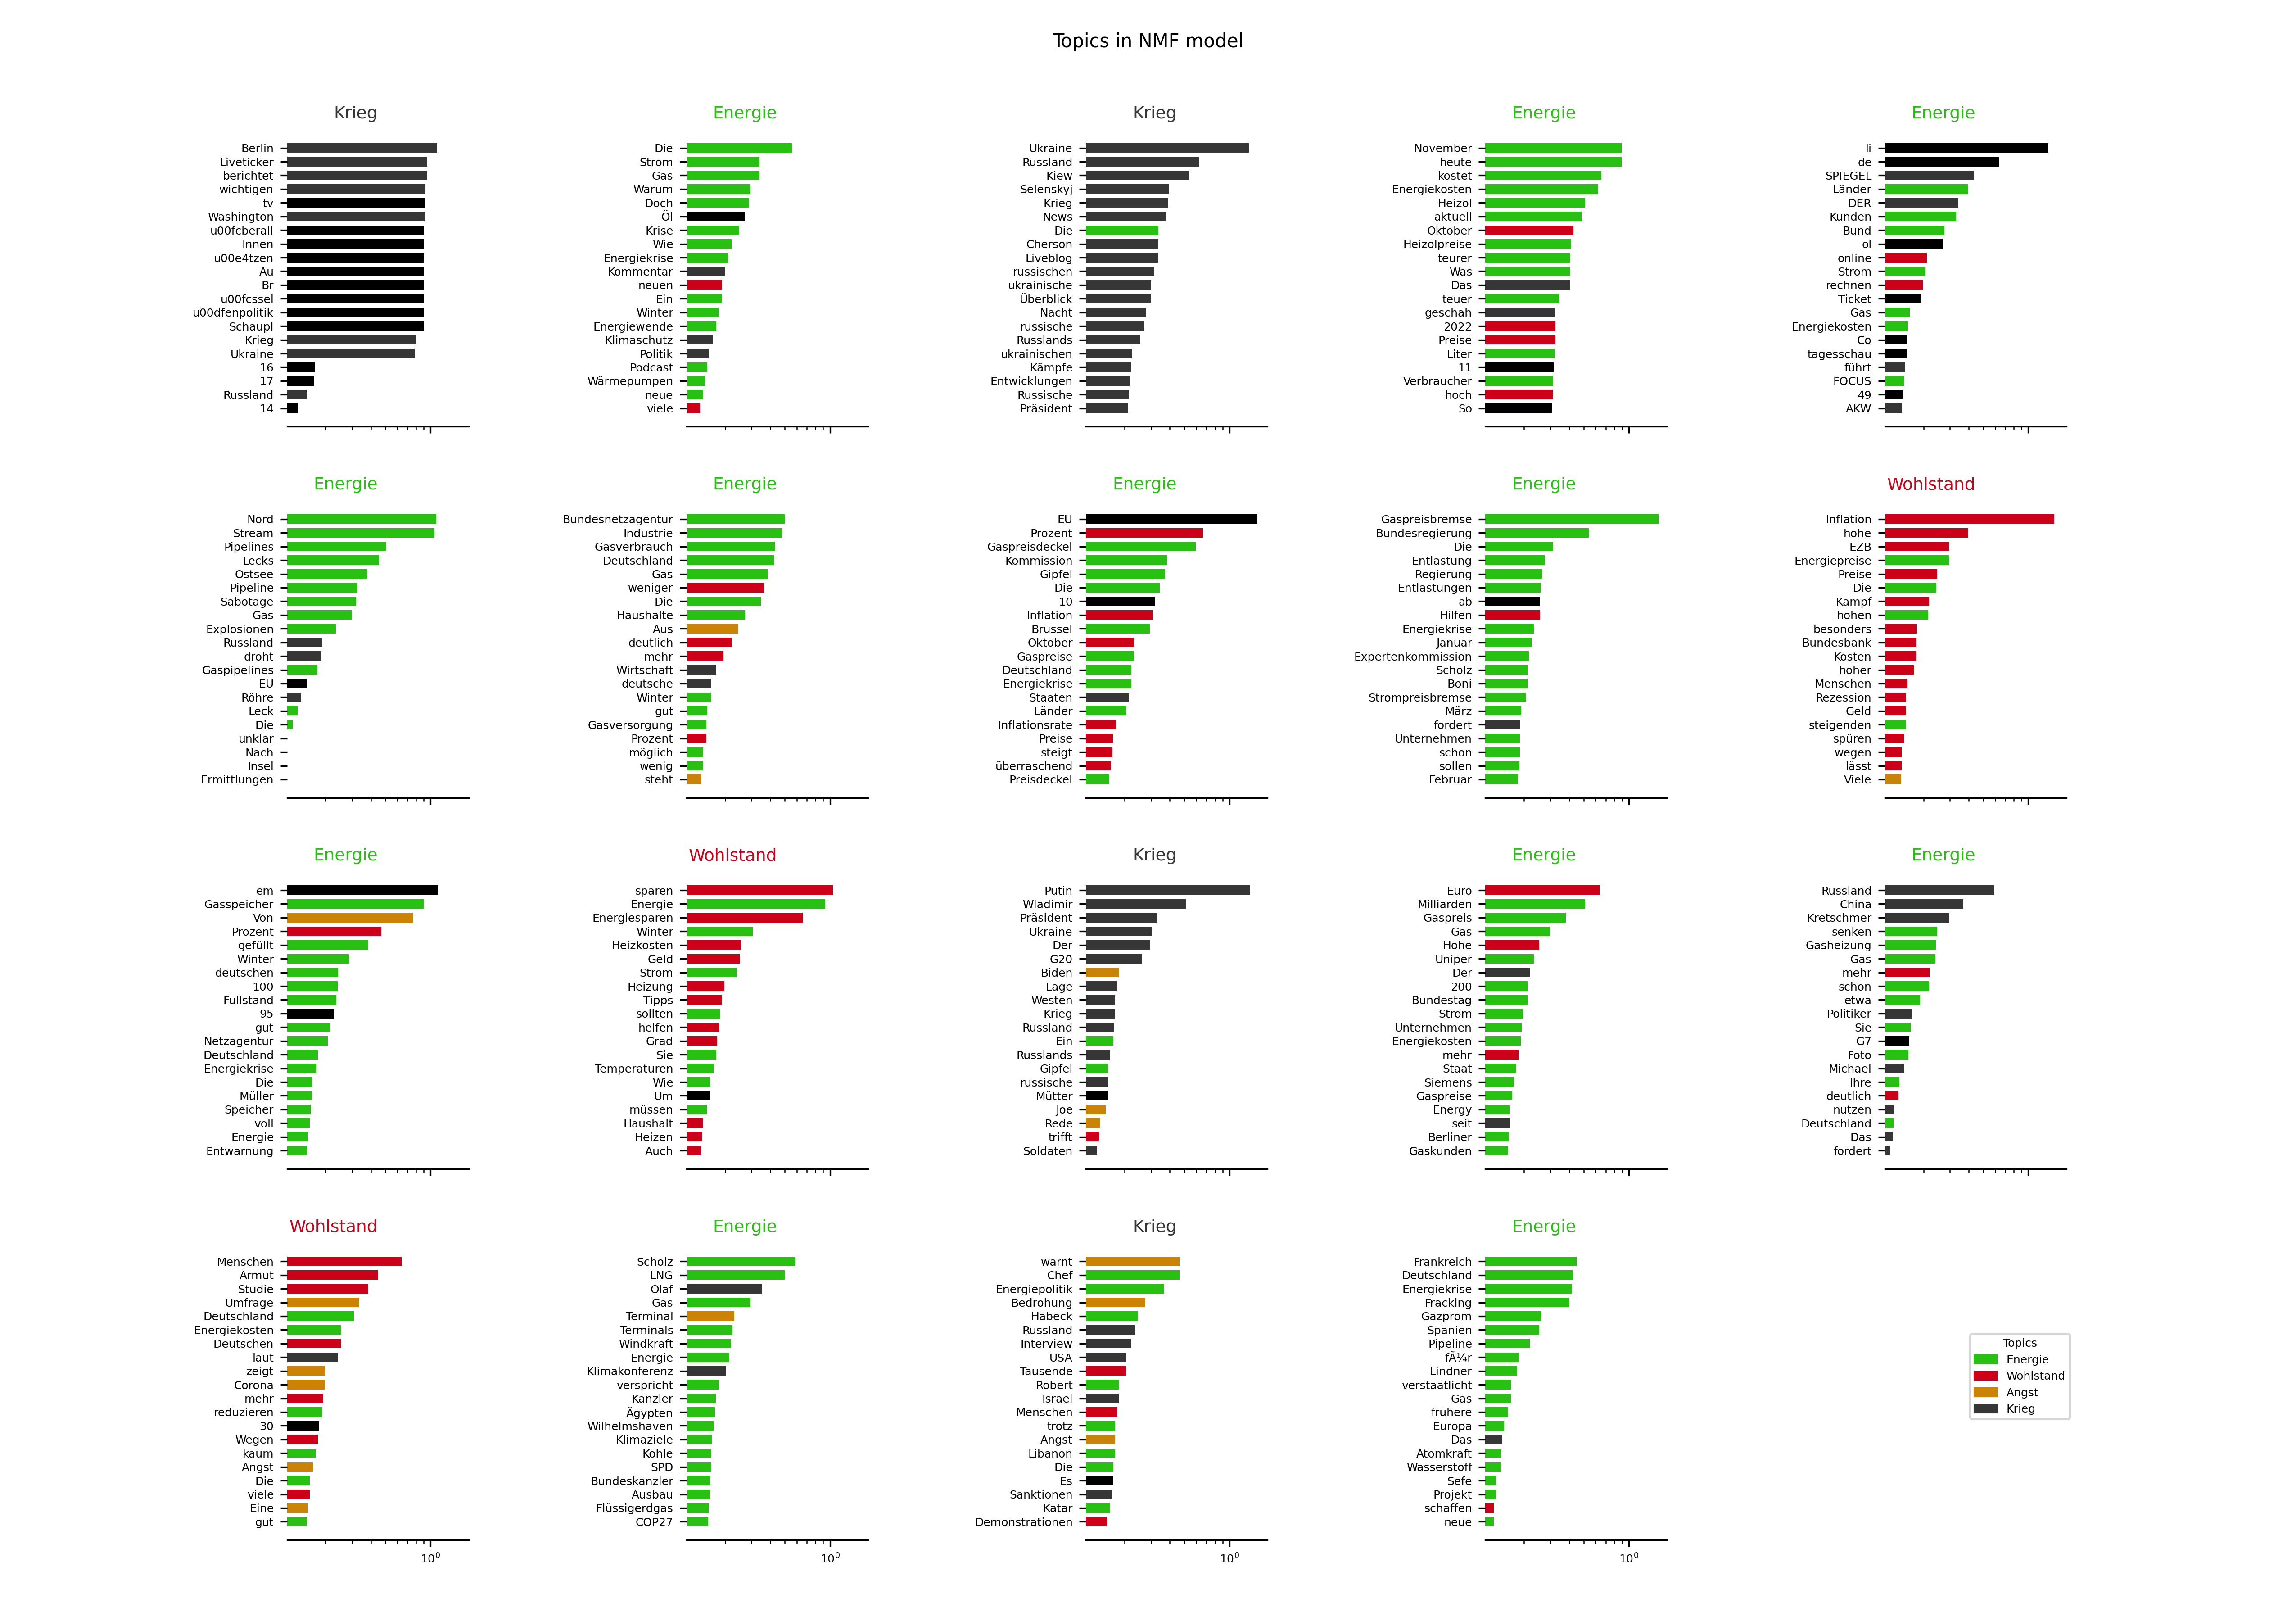 Topics in NMF model
Krieg
Berlin
Liveticker
berichtet
wichtigen
tv
Washington
u00fcberall
Innen
u00e4tzen
Au
Br
u00fcssel
u00dfenpolitik
Schaupl
Krieg
Ukraine
16
17
Russland
14
Energie
Die
Strom
Gas
Warum
Doch
Öl
Krise
Wie
Energiekrise
Kommentar
neuen
Ein
Winter
Energiewende
Klimaschutz
Politik
Podcast
Wärmepumpen
neue
viele
Krieg
Ukraine
Russland
Kiew
Selenskyj
Krieg
News
Die
Cherson
Liveblog
russischen
ukrainische
Überblick
Nacht
russische
Russlands
ukrainischen
Kämpfe
Entwicklungen
Russische
Präsident
Energie
November
heute
kostet
Energiekosten
Heizöl
aktuell
Oktober
Heizölpreise
teurer
Was
Das
teuer
geschah
2022
Preise
Liter
11
Verbraucher
hoch
So
Energie
li
de
SPIEGEL
Länder
DER
Kunden
Bund
ol
online
Strom
rechnen
Ticket
Gas
Energiekosten
Co
tagesschau
führt
FOCUS
49
AKW
Energie
Nord
Stream
Pipelines
Lecks
Ostsee
Pipeline
Sabotage
Gas
Explosionen
Russland
droht
Gaspipelines
EU
Röhre
Leck
Die
unklar
Nach
Insel
Ermittlungen
Energie
Bundesnetzagentur
Industrie
Gasverbrauch
Deutschland
Gas
weniger
Die
Haushalte
Aus
deutlich
mehr
Wirtschaft
deutsche
Winter
gut
Gasversorgung
Prozent
möglich
wenig
steht
Energie
EU
Prozent
Gaspreisdeckel
Kommission
Gipfel
Die
10
Inflation
Brüssel
Oktober
Gaspreise
Deutschland
Energiekrise
Staaten
Länder
Inflationsrate
Preise
steigt
überraschend
Preisdeckel
Energie
Gaspreisbremse
Bundesregierung
Die
Entlastung
Regierung
Entlastungen
ab
Hilfen
Energiekrise
Januar
Expertenkommission
Scholz
Boni
Strompreisbremse
März
fordert
Unternehmen
schon
sollen
Februar
Wohlstand
Inflation
hohe
EZB
Energiepreise
Preise
Die
Kampf
hohen
besonders
Bundesbank
Kosten
hoher
Menschen
Rezession
Geld
steigenden
spüren
wegen
lässt
Viele
Energie
em
Gasspeicher
Von
Prozent
gefüllt
Winter
deutschen
100
Füllstand
95
gut
Netzagentur
Deutschland
Energiekrise
Die
Müller
Speicher
voll
Energie
Entwarnung
Wohlstand
sparen
Energie
Energiesparen
Winter
Heizkosten
Geld
Strom
Heizung
Tipps
sollten
helfen
Grad
Sie
Temperaturen
Wie
Um
müssen
Haushalt
Heizen
Auch
Krieg
Putin
Wladimir
Präsident
Ukraine
Der
G20
Biden
Lage
Westen
Krieg
Russland
Ein
Russlands
Gipfel
russische
Mütter
Joe
Rede
trifft
Soldaten
Energie
Euro
Milliarden
Gaspreis
Gas
Hohe
Uniper
Der
200
Bundestag
Strom
Unternehmen
Energiekosten
mehr
Staat
Siemens
Gaspreise
Energy
seit
Berliner
Gaskunden
Energie
Russland
China
Kretschmer
senken
Gasheizung
Gas
mehr
schon
etwa
Politiker
Sie
G7
Foto
Michael
Ihre
deutlich
nutzen
Deutschland
Das
fordert
Wohlstand
Menschen
Armut
Studie
Umfrage
Deutschland
Energiekosten
Deutschen
laut
zeigt
Corona
mehr
reduzieren
30
Wegen
kaum
Angst
Die
viele
Eine
gut
10⁰
Energie
Scholz
LNG
Olaf
Gas
Terminal
Terminals
Windkraft
Energie
Klimakonferenz
verspricht
Kanzler
Ägypten
Wilhelmshaven
Klimaziele
Kohle
SPD
Bundeskanzler
Ausbau
Flüssigerdgas
COP27
10⁰
Krieg
warnt
Chef
Energiepolitik
Bedrohung
Habeck
Russland
Interview
USA
Tausende
Robert
Israel
Menschen
trotz
Angst
Libanon
Die
Es
Sanktionen
Katar
Demonstrationen
10⁰
Energie
Frankreich
Deutschland
Energiekrise
Fracking
Gazprom
Spanien
Pipeline
fÃ¼r
Lindner
verstaatlicht
Gas
frühere
Europa
Das
Atomkraft
Wasserstoff
Sefe
Projekt
schaffen
neue
10⁰
Topics
Energie
Wohlstand
Angst
Krieg